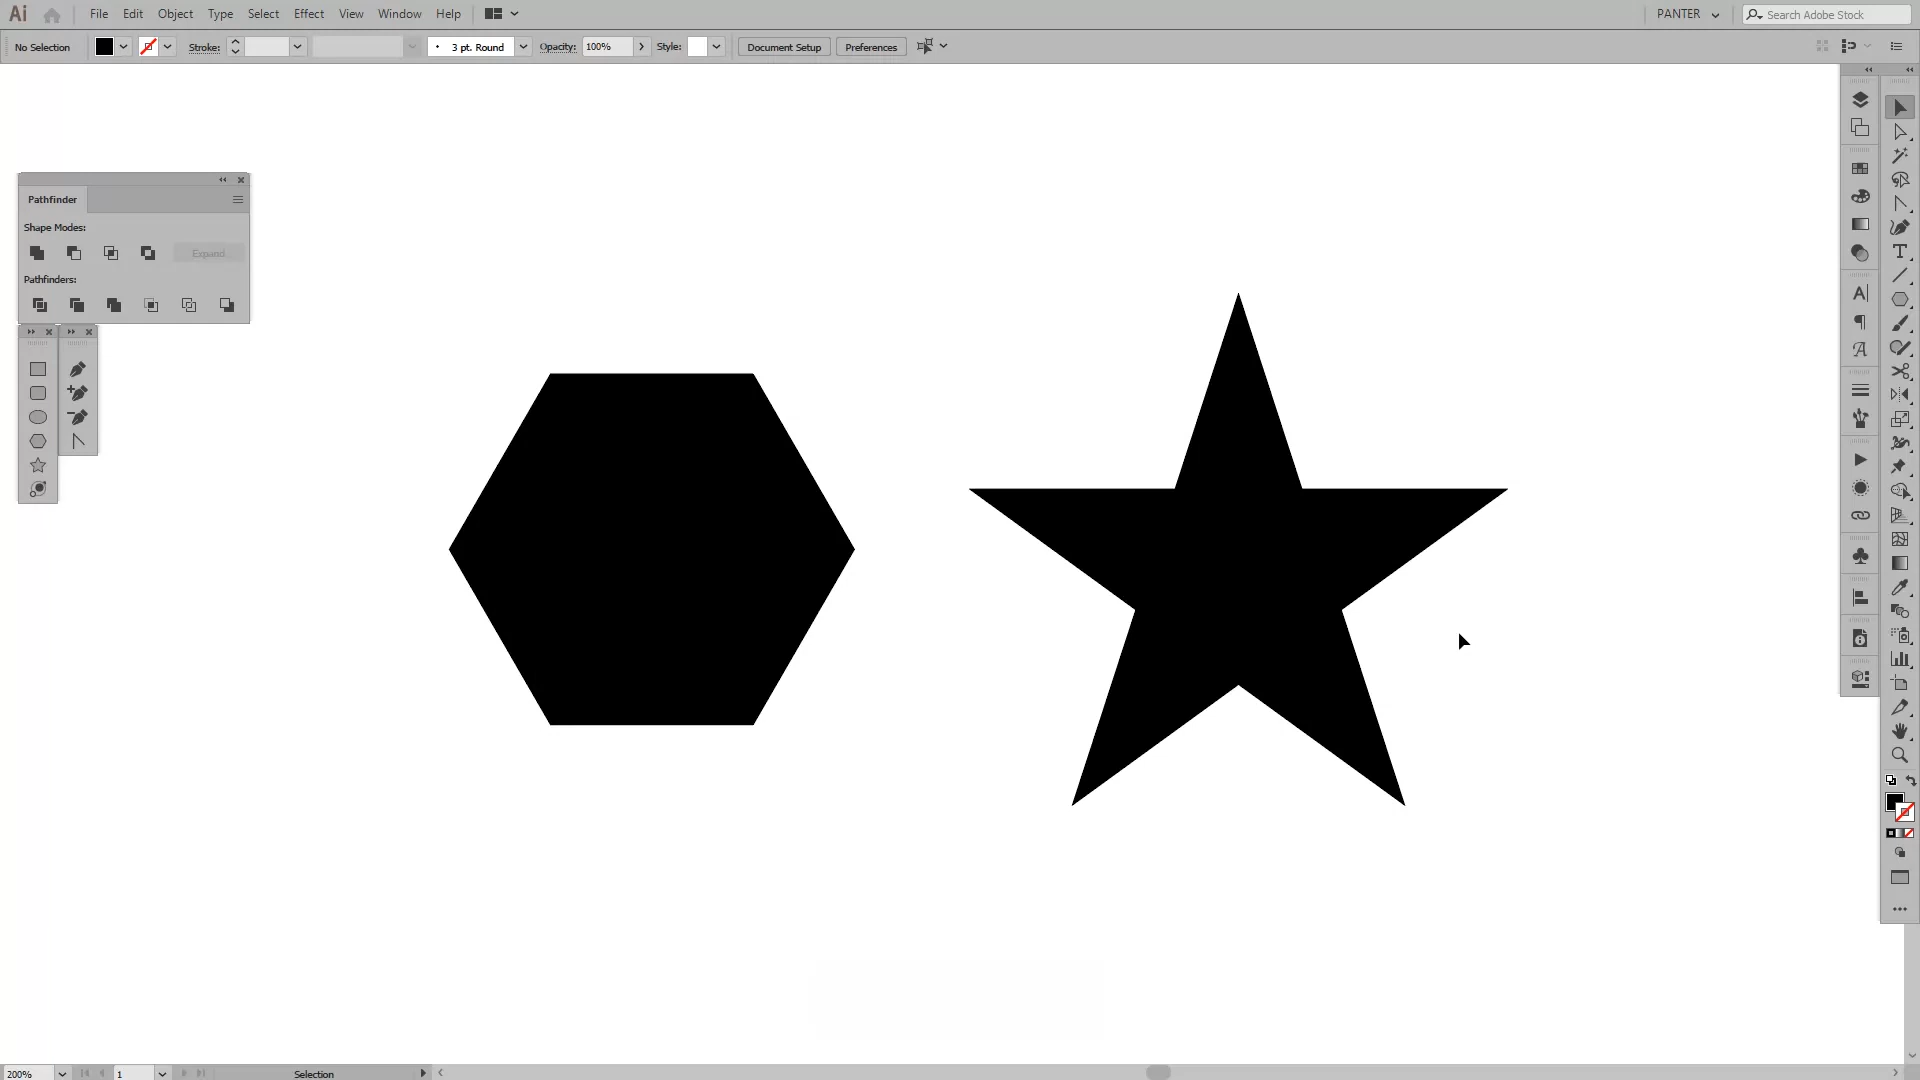 Ai File Edit Object Type Select Effect View Window Help PANTER Search Adobe Stock
No Selection Stroke: 3 pt. Round Opacity: 100% Style: Document Setup Preferences
Pathfinder
Shape Modes:
Expand
Pathfinders:
200% 1 Selection